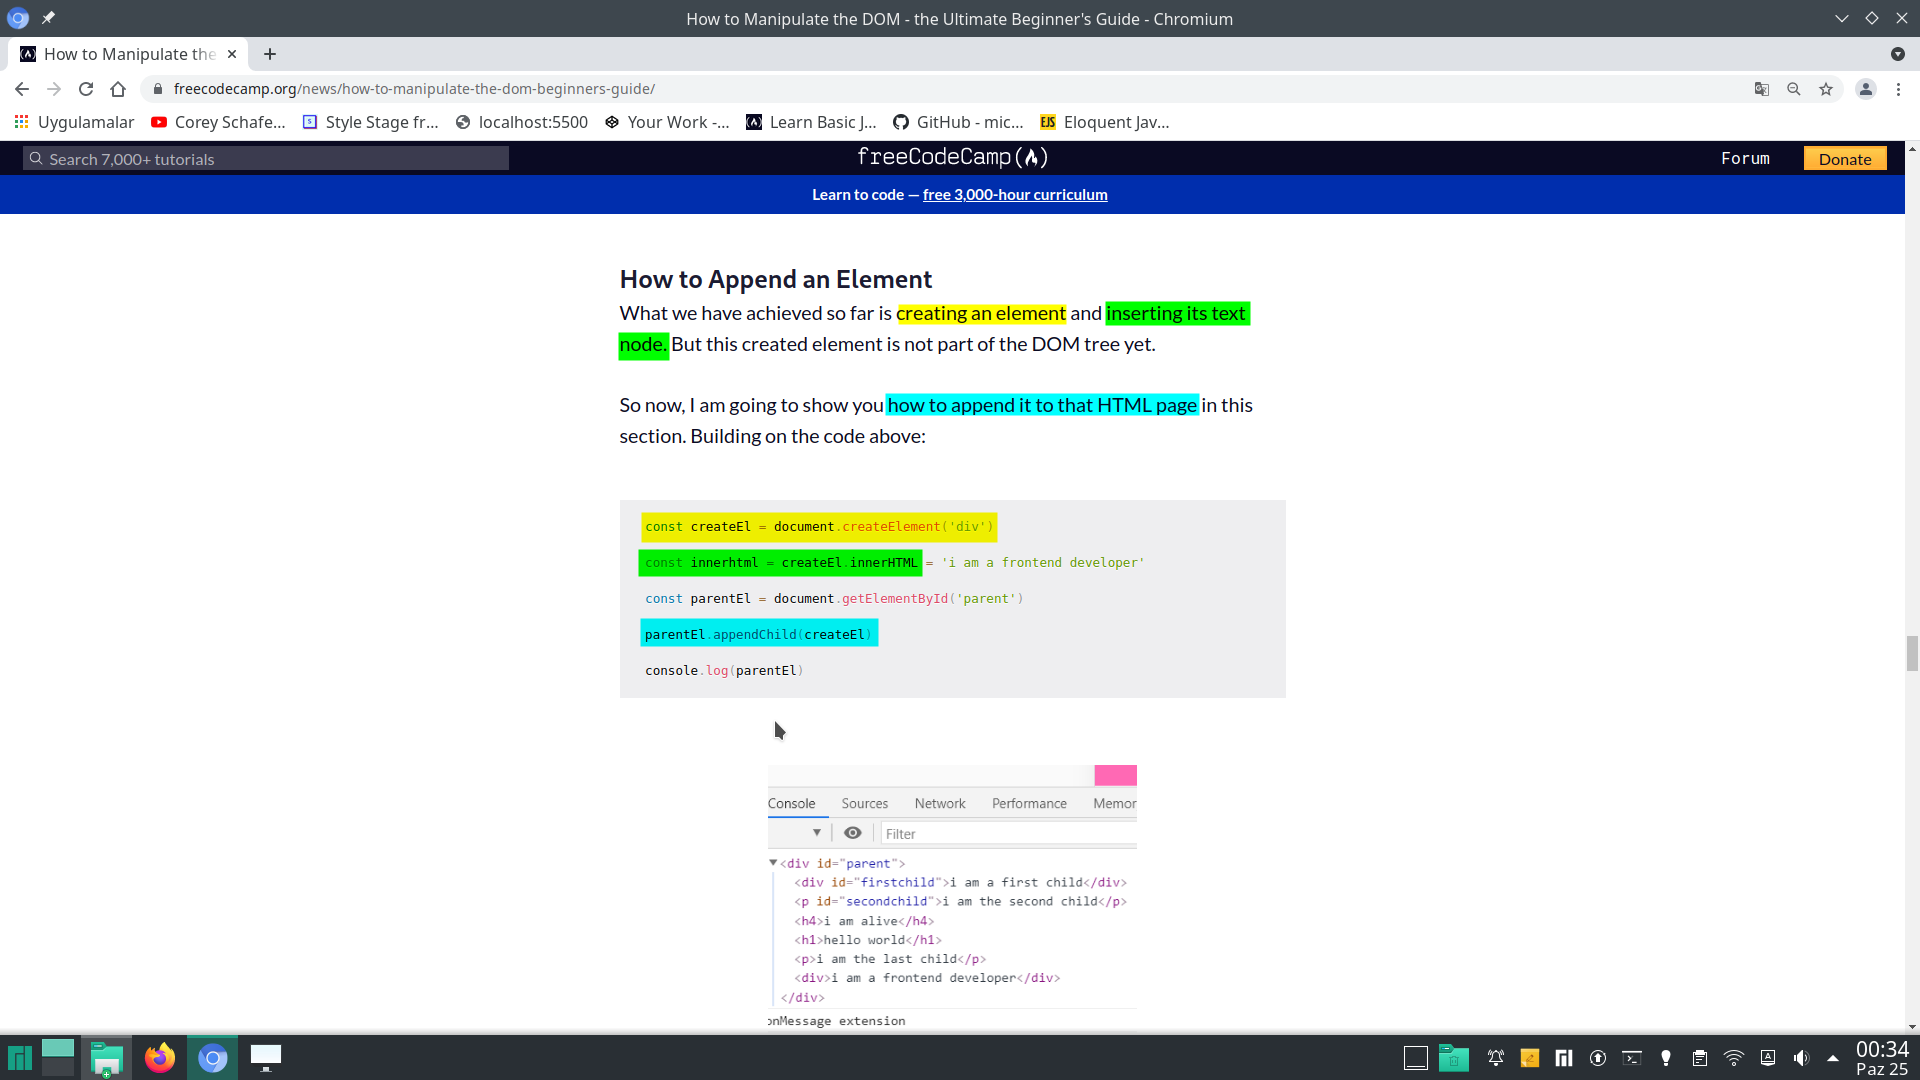 How to Manipulate the DOM - the Ultimate Beginner's Guide - Chromium
How to Manipulate the
freecodecamp.org/news/how-to-manipulate-the-dom-beginners-guide/
Uygulamalar Corey Schafe... Style Stage fr... localhost:5500 Your Work -... Learn Basic J... GitHub - mic... EJS Eloquent Jav...
Search 7,000+ tutorials freeCodeCamp Forum Donate
Learn to code — free 3,000-hour curriculum
How to Append an Element
What we have achieved so far is creating an element and inserting its text
node. But this created element is not part of the DOM tree yet.
So now, I am going to show you how to append it to that HTML page in this
section. Building on the code above:
const createEl = document.createElement('div')
const innerhtml = createEl.innerHTML = 'i am a frontend developer'
const parentEl = document.getElementById('parent')
parentEl.appendChild(createEl)
console.log(parentEl)
Console Sources Network Performance Memor
Filter
<div id="parent">
<div id="firstchild">i am a first child</div>
<p id="secondchild">i am the second child</p>
<h4>i am alive</h4>
<h1>hello world</h1>
<p>i am the last child</p>
<div>i am a frontend developer</div>
</div>
onMessage extension
00:34
Paz 25